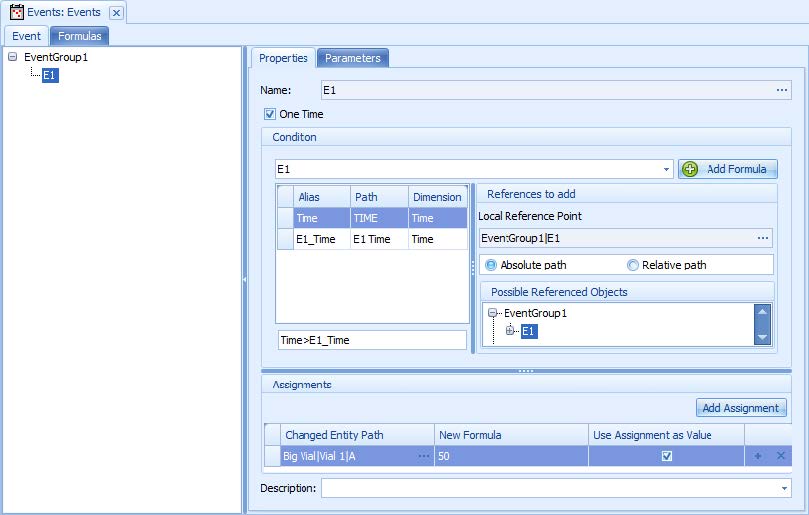 Events: Events
Event Formulas
EventGroup1
E1
Properties Parameters
Name: E1 ...
One Time
Conditon
E1
Add Formula
Alias Path Dimension
Time TIME Time
E1_Time E1 Time Time
Time>E1_Time
References to add
Local Reference Point
EventGroup1|E1 ...
Absolute path Relative path
Possible Referenced Objects
EventGroup1
E1
Assignments
Add Assignment
Changed Entity Path New Formula Use Assignment as Value
Big Vial|Vial 1|A ... 50
Description: